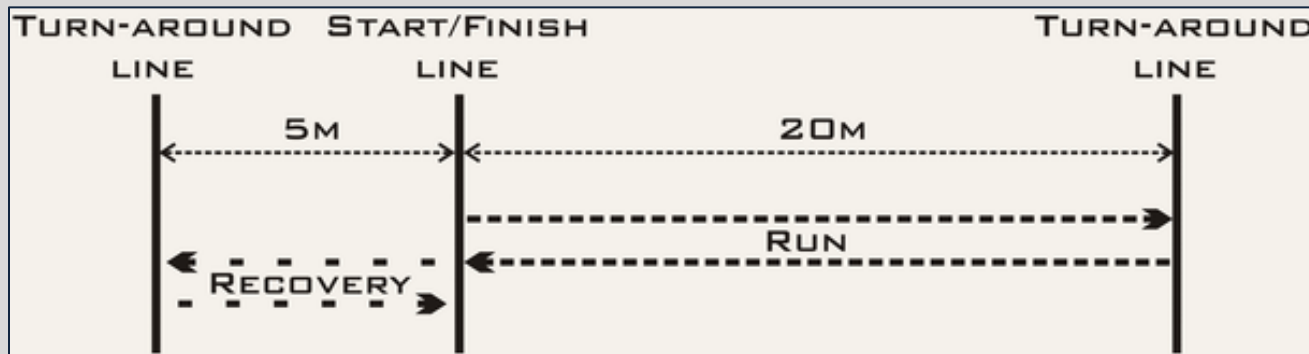 TURN-AROUND START/FINISH TURN-AROUND
LINE LINE LINE
5M 20M
RUN
RECOVERY